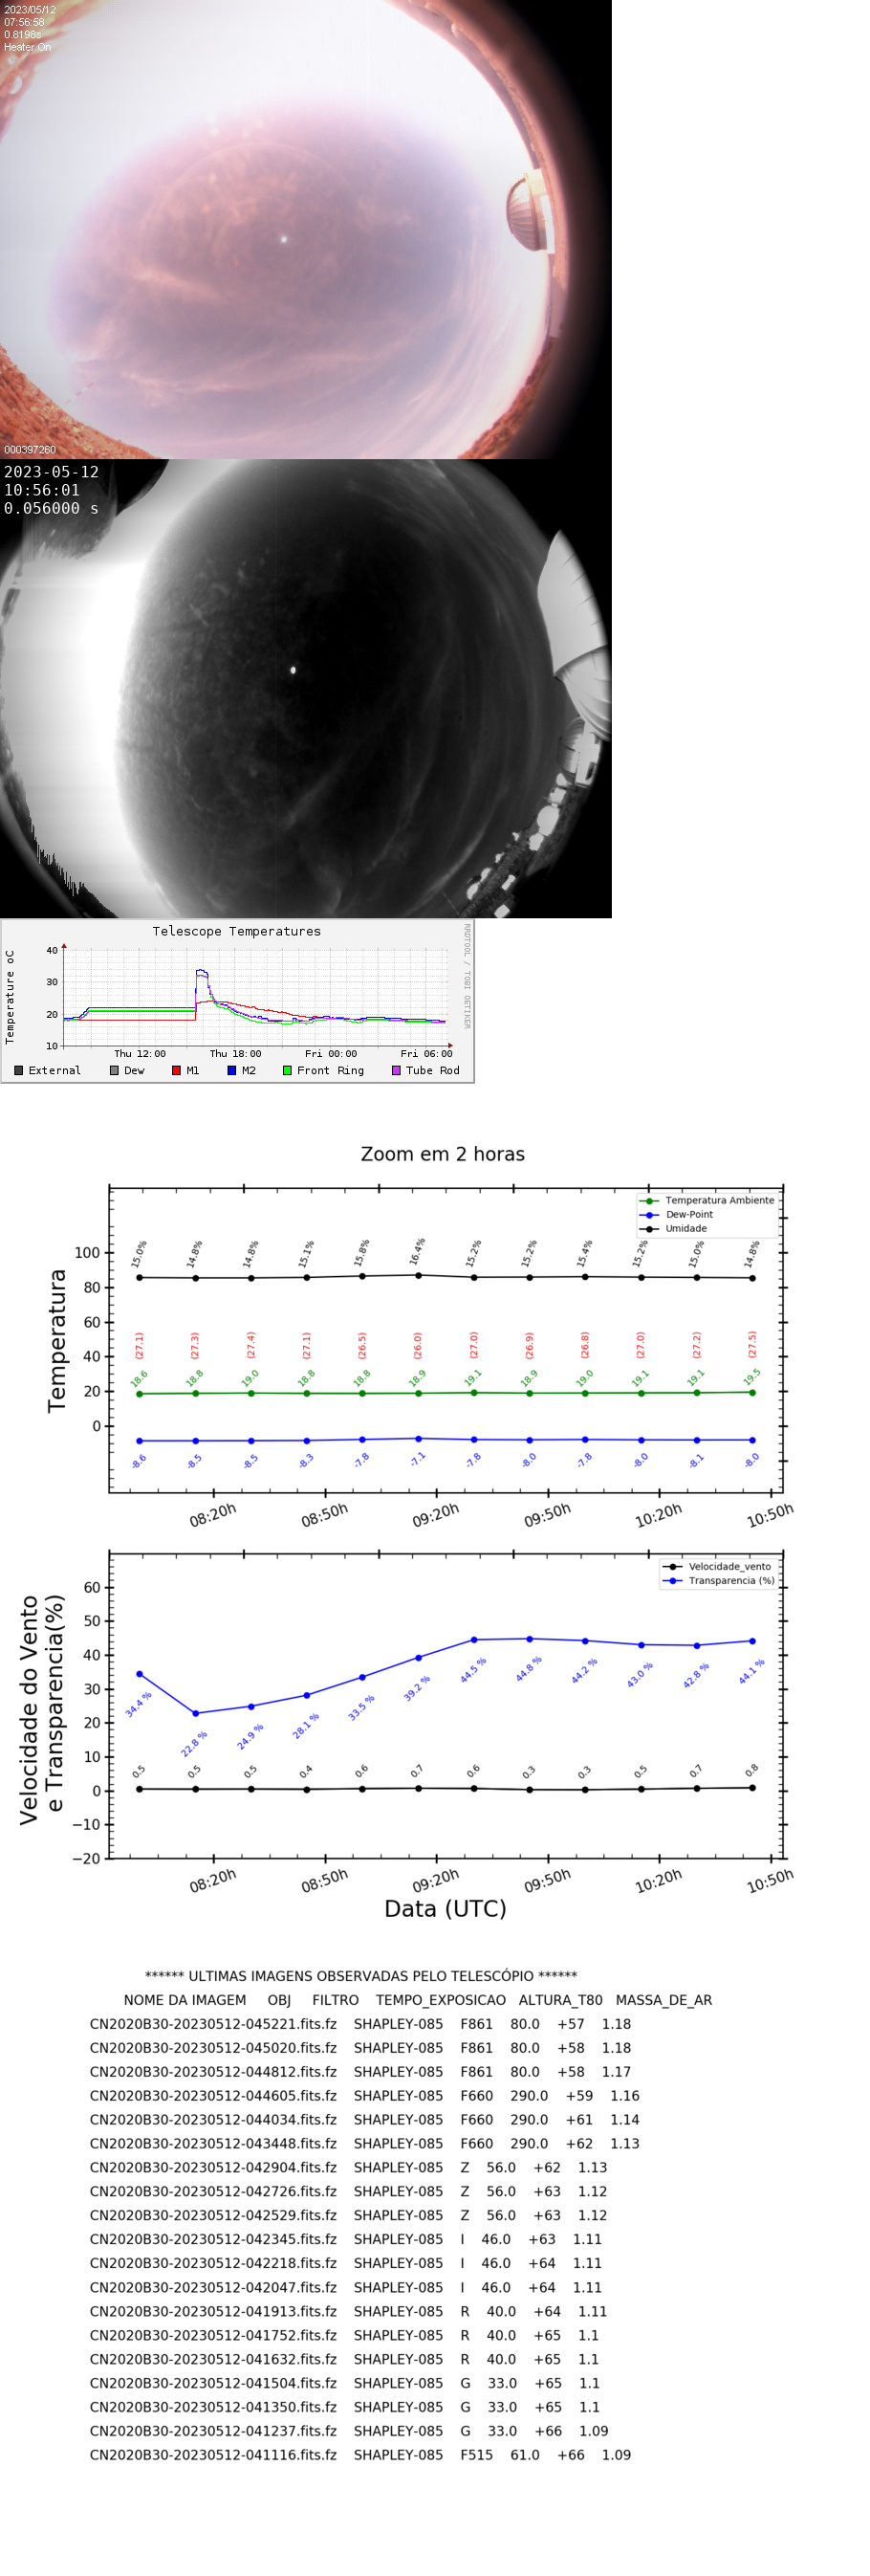 2023/05/12
07:56:58
0.8198s
Heater On
000397260
2023-05-12
10:56:01
0.056000 s
Telescope Temperatures
RRDTOOL / TOBI OETIKER
Temperature oC
40
30
20
10
Thu 12:00 Thu 18:00 Fri 00:00 Fri 06:00
External Dew M1 M2 Front Ring Tube Rod
Zoom em 2 horas
Temperatura Ambiente
Dew-Point
Umidade
Temperatura
100
80
60
40
20
0
15.0% 14.8% 14.8% 15.1% 15.8% 16.4% 15.2% 15.2% 15.4% 15.2% 15.0% 14.8%
(27.1) (27.3) (27.4) (27.1) (26.5) (26.0) (27.0) (26.9) (26.8) (27.0) (27.2) (27.5)
18.6 18.8 19.0 18.8 18.8 18.9 19.1 18.9 19.0 19.1 19.1 19.5
-8.6 -8.5 -8.5 -8.3 -7.8 -7.1 -7.8 -8.0 -7.8 -8.0 -8.1 -8.0
08:20h 08:50h 09:20h 09:50h 10:20h 10:50h
Velocidade_vento
Transparencia (%)
Velocidade do Vento
e Transparencia(%)
60
50
40
30
20
10
0
−10
−20
34.4 % 22.8 % 24.9 % 28.1 % 33.5 % 39.2 % 44.5 % 44.8 % 44.2 % 43.0 % 42.8 % 44.1 %
0.5 0.5 0.5 0.4 0.6 0.7 0.6 0.3 0.3 0.5 0.7 0.8
08:20h 08:50h 09:20h 09:50h 10:20h 10:50h
Data (UTC)
****** ULTIMAS IMAGENS OBSERVADAS PELO TELESCÓPIO ******
NOME DA IMAGEM OBJ FILTRO TEMPO_EXPOSICAO ALTURA_T80 MASSA_DE_AR
CN2020B30-20230512-045221.fits.fz SHAPLEY-085 F861 80.0 +57 1.18
CN2020B30-20230512-045020.fits.fz SHAPLEY-085 F861 80.0 +58 1.18
CN2020B30-20230512-044812.fits.fz SHAPLEY-085 F861 80.0 +58 1.17
CN2020B30-20230512-044605.fits.fz SHAPLEY-085 F660 290.0 +59 1.16
CN2020B30-20230512-044034.fits.fz SHAPLEY-085 F660 290.0 +61 1.14
CN2020B30-20230512-043448.fits.fz SHAPLEY-085 F660 290.0 +62 1.13
CN2020B30-20230512-042904.fits.fz SHAPLEY-085 Z 56.0 +62 1.13
CN2020B30-20230512-042726.fits.fz SHAPLEY-085 Z 56.0 +63 1.12
CN2020B30-20230512-042529.fits.fz SHAPLEY-085 Z 56.0 +63 1.12
CN2020B30-20230512-042345.fits.fz SHAPLEY-085 I 46.0 +63 1.11
CN2020B30-20230512-042218.fits.fz SHAPLEY-085 I 46.0 +64 1.11
CN2020B30-20230512-042047.fits.fz SHAPLEY-085 I 46.0 +64 1.11
CN2020B30-20230512-041913.fits.fz SHAPLEY-085 R 40.0 +64 1.11
CN2020B30-20230512-041752.fits.fz SHAPLEY-085 R 40.0 +65 1.1
CN2020B30-20230512-041632.fits.fz SHAPLEY-085 R 40.0 +65 1.1
CN2020B30-20230512-041504.fits.fz SHAPLEY-085 G 33.0 +65 1.1
CN2020B30-20230512-041350.fits.fz SHAPLEY-085 G 33.0 +65 1.1
CN2020B30-20230512-041237.fits.fz SHAPLEY-085 G 33.0 +66 1.09
CN2020B30-20230512-041116.fits.fz SHAPLEY-085 F515 61.0 +66 1.09